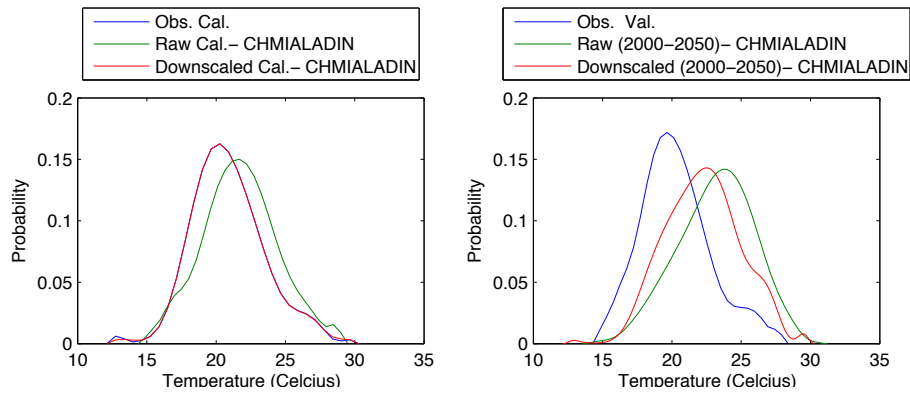 Obs. Cal.
Raw Cal.− CHMIALADIN
Downscaled Cal.− CHMIALADIN
0.2
0.15
0.1
0.05
0
Probability
10 15 20 25 30 35
Temperature (Celcius)
Obs. Val.
Raw (2000−2050)− CHMIALADIN
Downscaled (2000−2050)− CHMIALADIN
0.2
0.15
0.1
0.05
0
Probability
10 15 20 25 30 35
Temperature (Celcius)